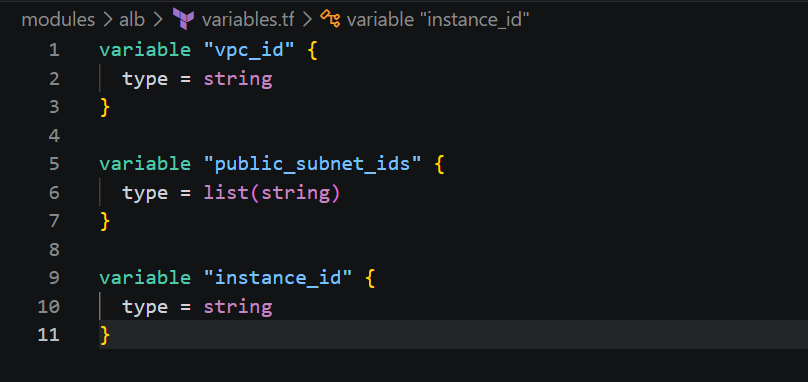 modules > alb > variables.tf > variable "instance_id"
1 variable "vpc_id" {
2   type = string
3 }
4
5 variable "public_subnet_ids" {
6   type = list(string)
7 }
8
9 variable "instance_id" {
10   type = string
11 }